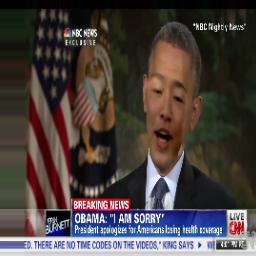 NBC NEWS
EXCLUSIVE
"NBC Nightly News"
BREAKING NEWS
ERIN
BURNETT
OBAMA: "I AM SORRY"
President apologizes for Americans losing health coverage
LIVE
CNN
ED. THERE ARE NO TIME CODES ON THE VIDEOS," KING SAYS